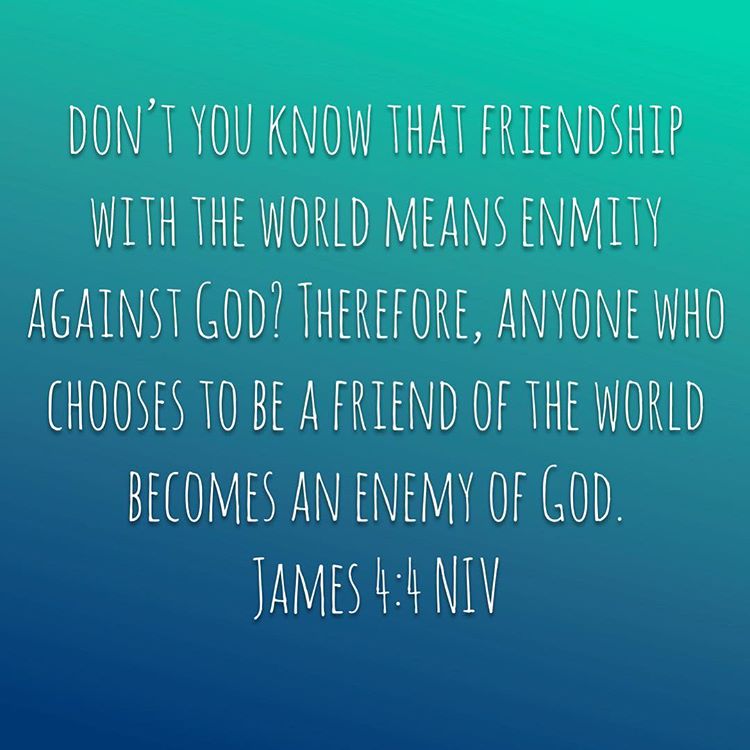 DON'T YOU KNOW THAT FRIENDSHIP
WITH THE WORLD MEANS ENMITY
AGAINST GOD? THEREFORE, ANYONE WHO
CHOOSES TO BE A FRIEND OF THE WORLD
BECOMES AN ENEMY OF GOD.
JAMES 4:4 NIV